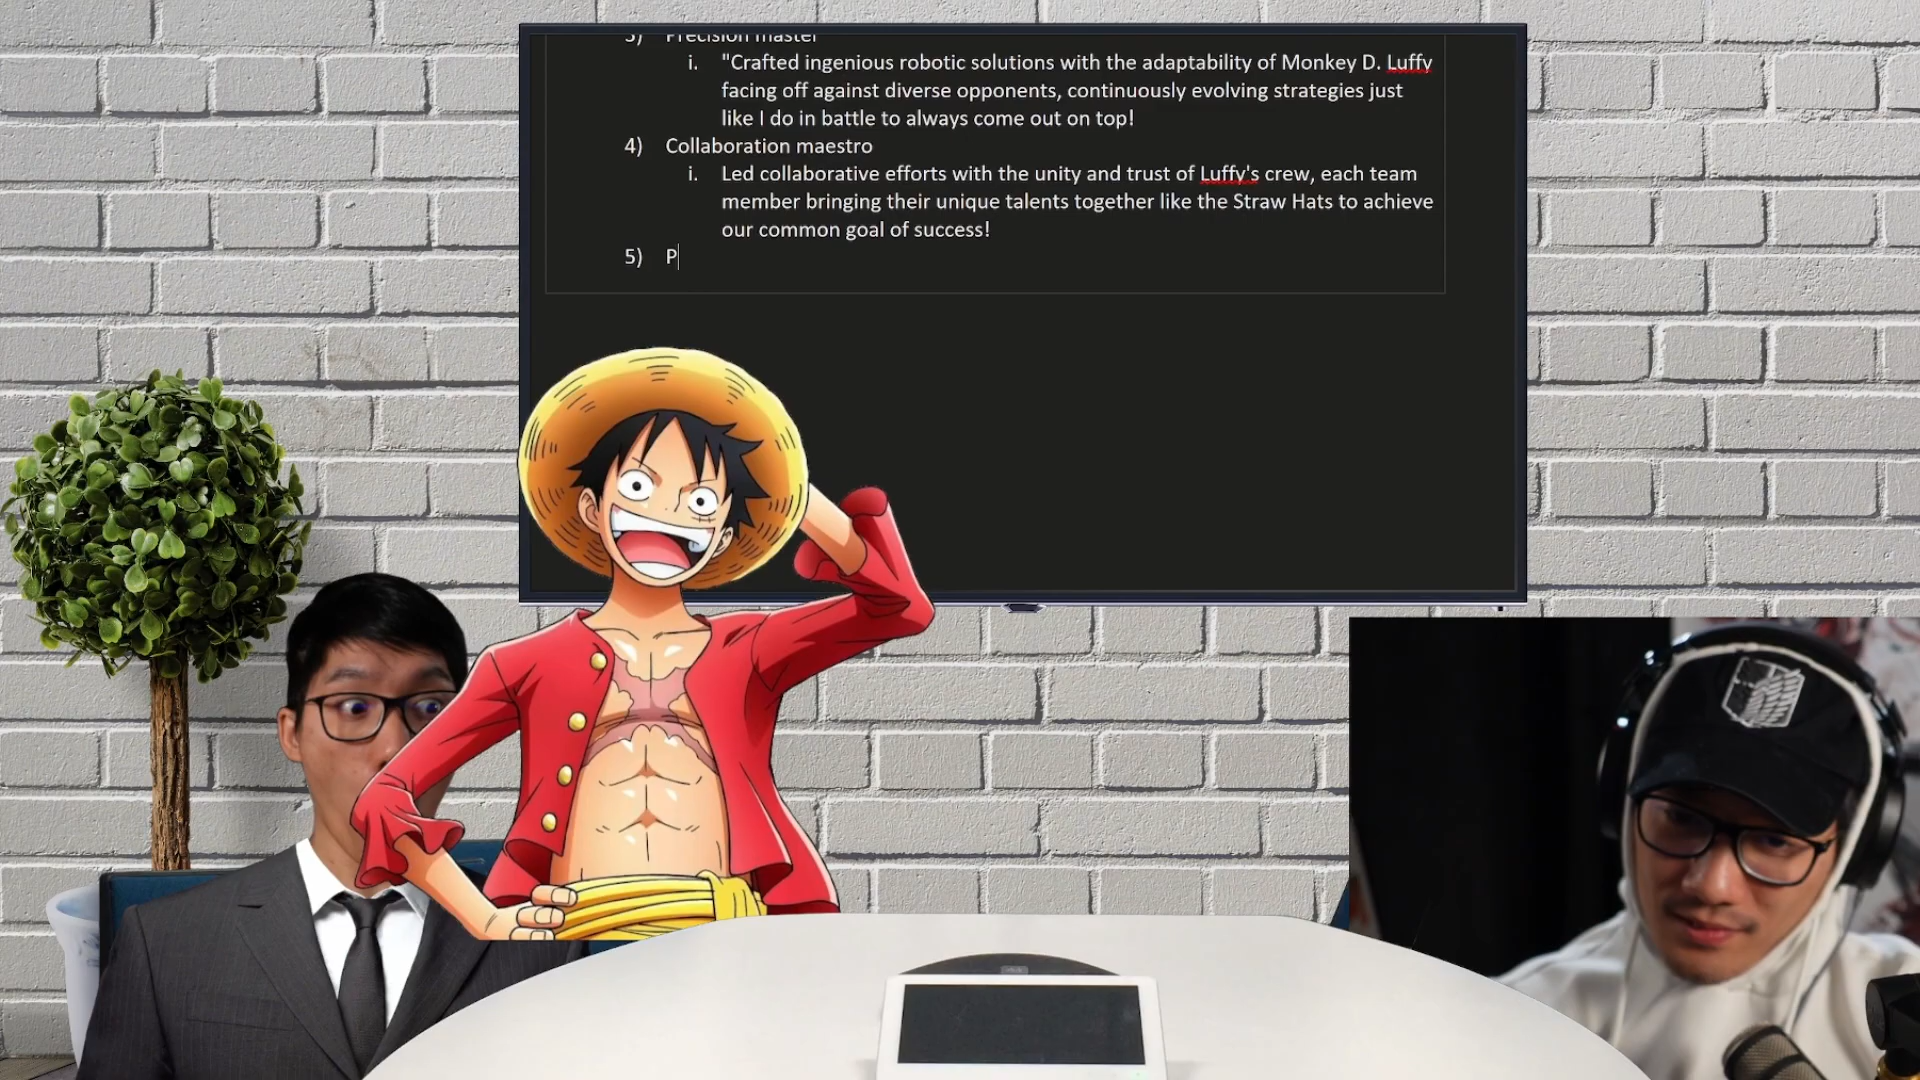 3) Precision master
i. "Crafted ingenious robotic solutions with the adaptability of Monkey D. Luffy
facing off against diverse opponents, continuously evolving strategies just
like I do in battle to always come out on top!
4) Collaboration maestro
i. Led collaborative efforts with the unity and trust of Luffy's crew, each team
member bringing their unique talents together like the Straw Hats to achieve
our common goal of success!
5) P